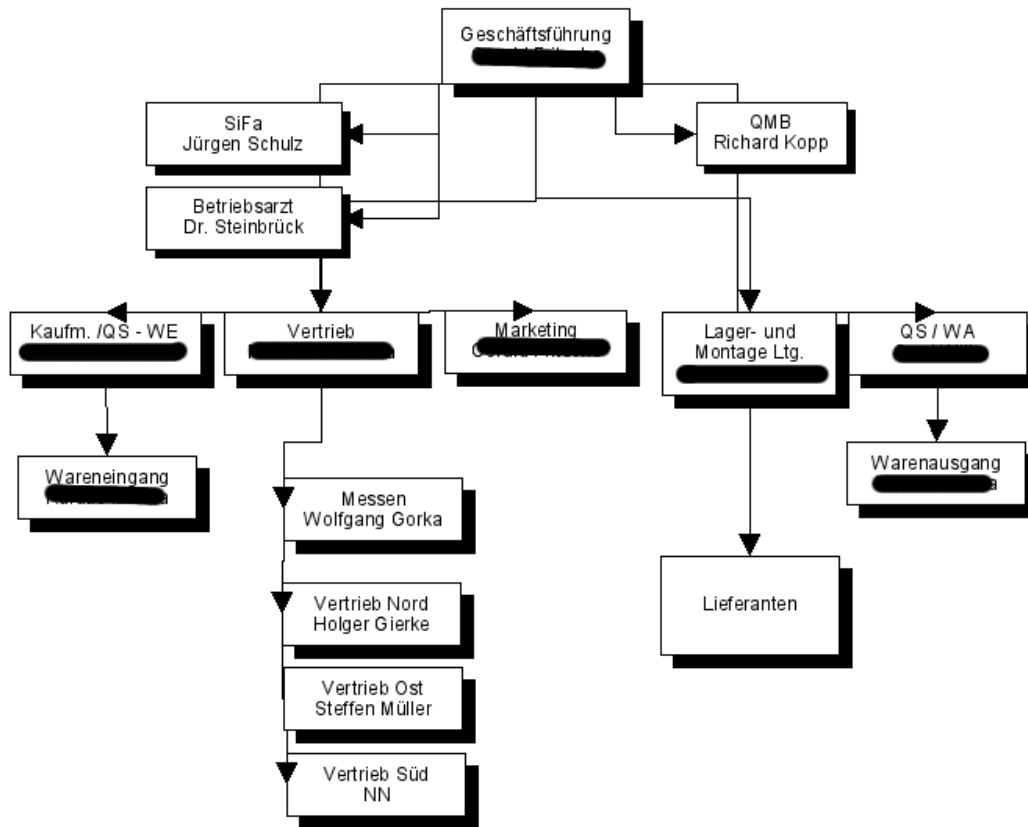 Geschäftsführung
SiFa
Jürgen Schulz
QMB
Richard Kopp
Betriebsarzt
Dr. Steinbrück
Kaufm. /QS - WE
Vertrieb
Marketing
Lager- und
Montage Ltg.
QS / WA
Wareneingang
Warenausgang
Messen
Wolfgang Gorka
Vertrieb Nord
Holger Gierke
Lieferanten
Vertrieb Ost
Steffen Müller
Vertrieb Süd
NN